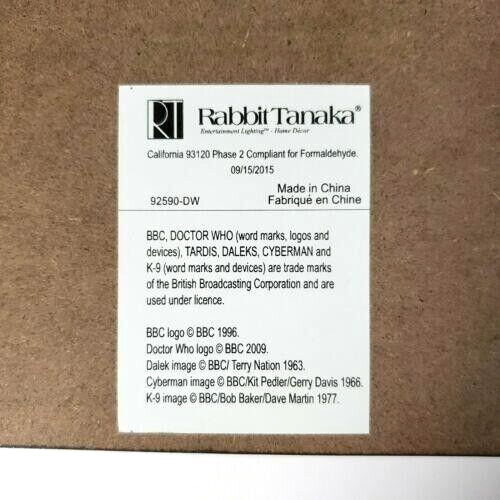 RT RabbitTanaka®
Entertainment Lighting™ - Home Décor
California 93120 Phase 2 Compliant for Formaldehyde.
09/15/2015
Made in China
92590-DW Fabriqué en Chine
BBC, DOCTOR WHO (word marks, logos and
devices), TARDIS, DALEKS, CYBERMAN and
K-9 (word marks and devices) are trade marks
of the British Broadcasting Corporation and are
used under licence.
BBC logo © BBC 1996.
Doctor Who logo © BBC 2009.
Dalek image © BBC/ Terry Nation 1963.
Cyberman image © BBC/Kit Pedler/Gerry Davis 1966.
K-9 image © BBC/Bob Baker/Dave Martin 1977.